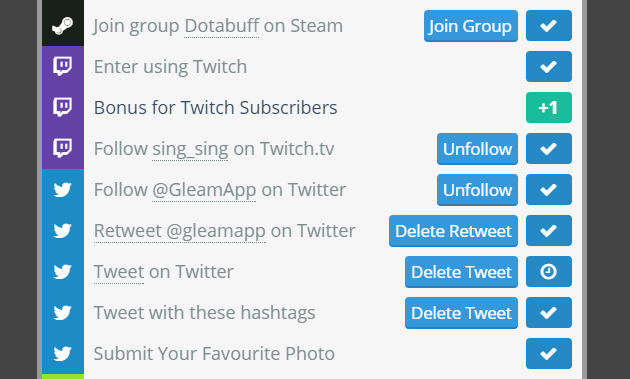 Join group Dotabuff on Steam Join Group
Enter using Twitch
Bonus for Twitch Subscribers +1
Follow sing_sing on Twitch.tv Unfollow
Follow @GleamApp on Twitter Unfollow
Retweet @gleamapp on Twitter Delete Retweet
Tweet on Twitter Delete Tweet
Tweet with these hashtags Delete Tweet
Submit Your Favourite Photo